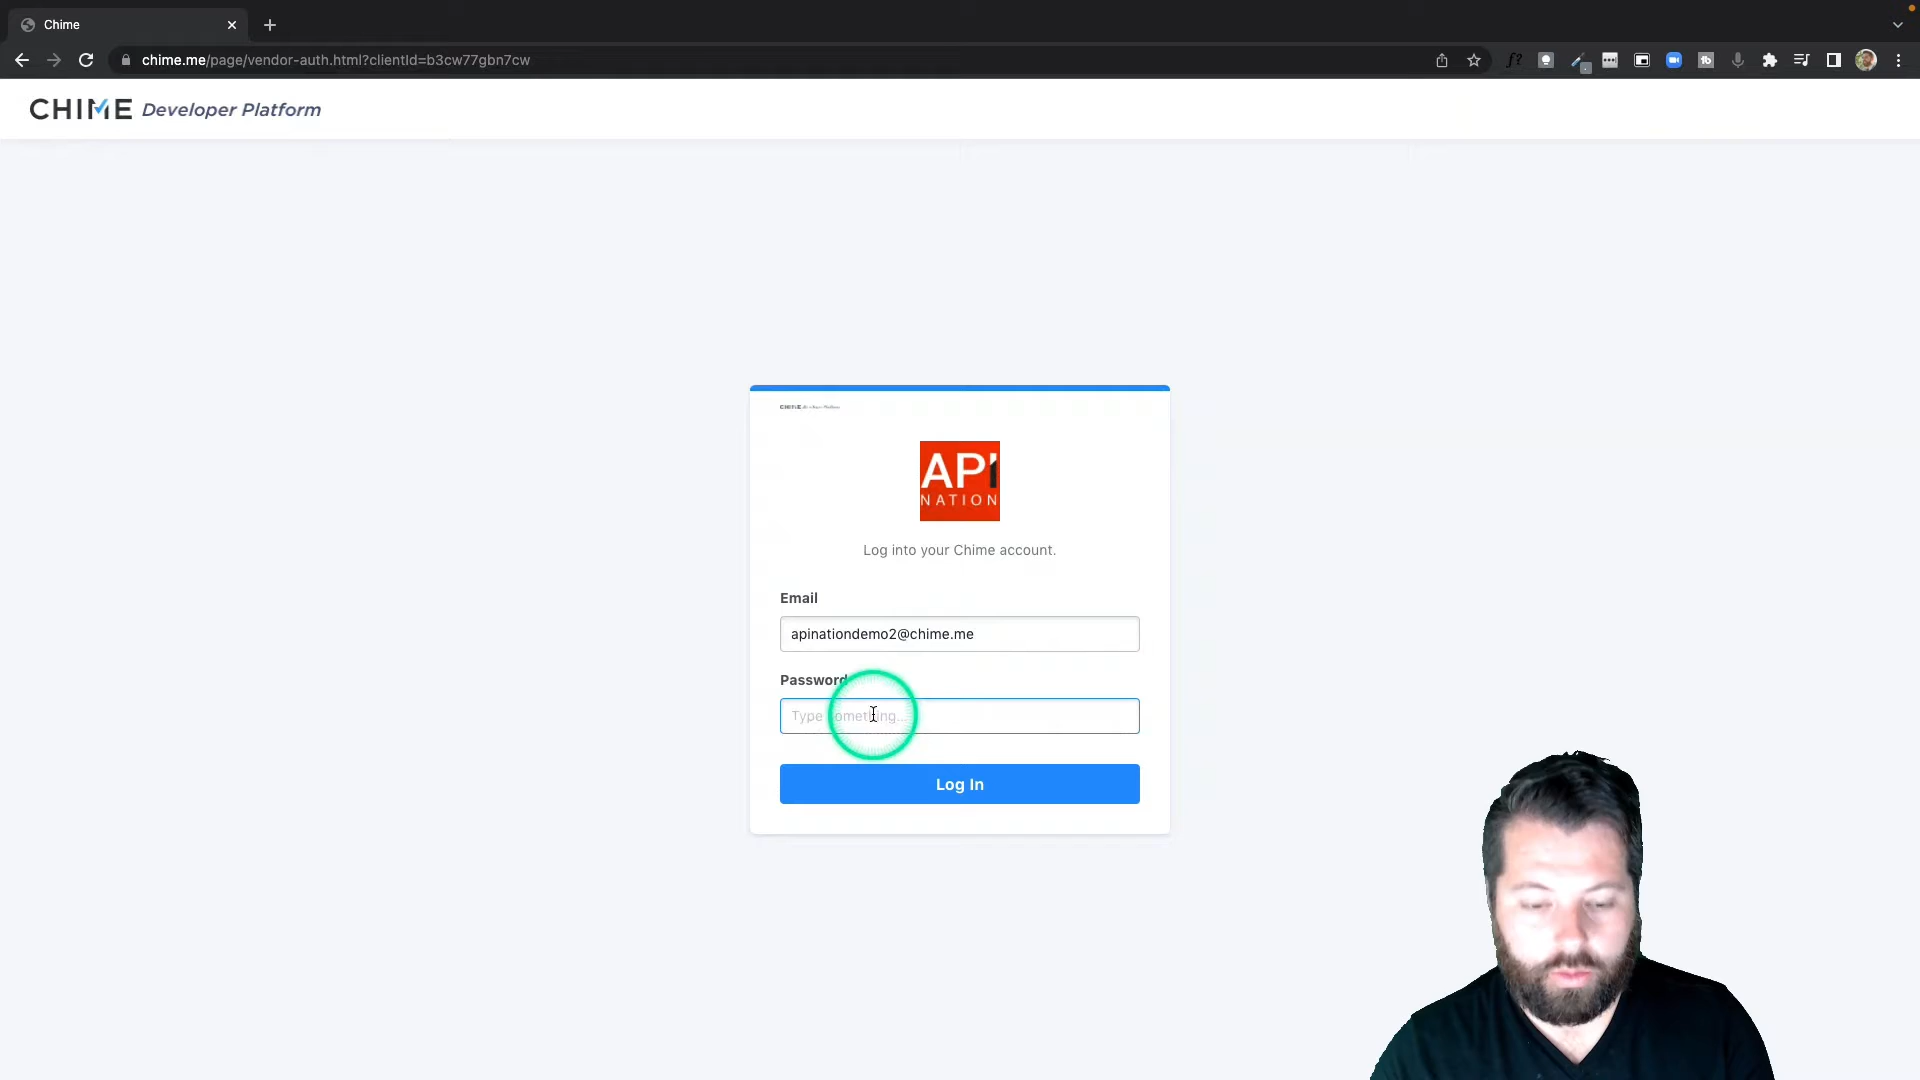 Chime
chime.me/page/vendor-auth.html?clientId=b3cw77gbn7cw
CHIME Developer Platform
API
NATION
Log into your Chime account.
Email
apinationdemo2@chime.me
Password
Type something...
Log In